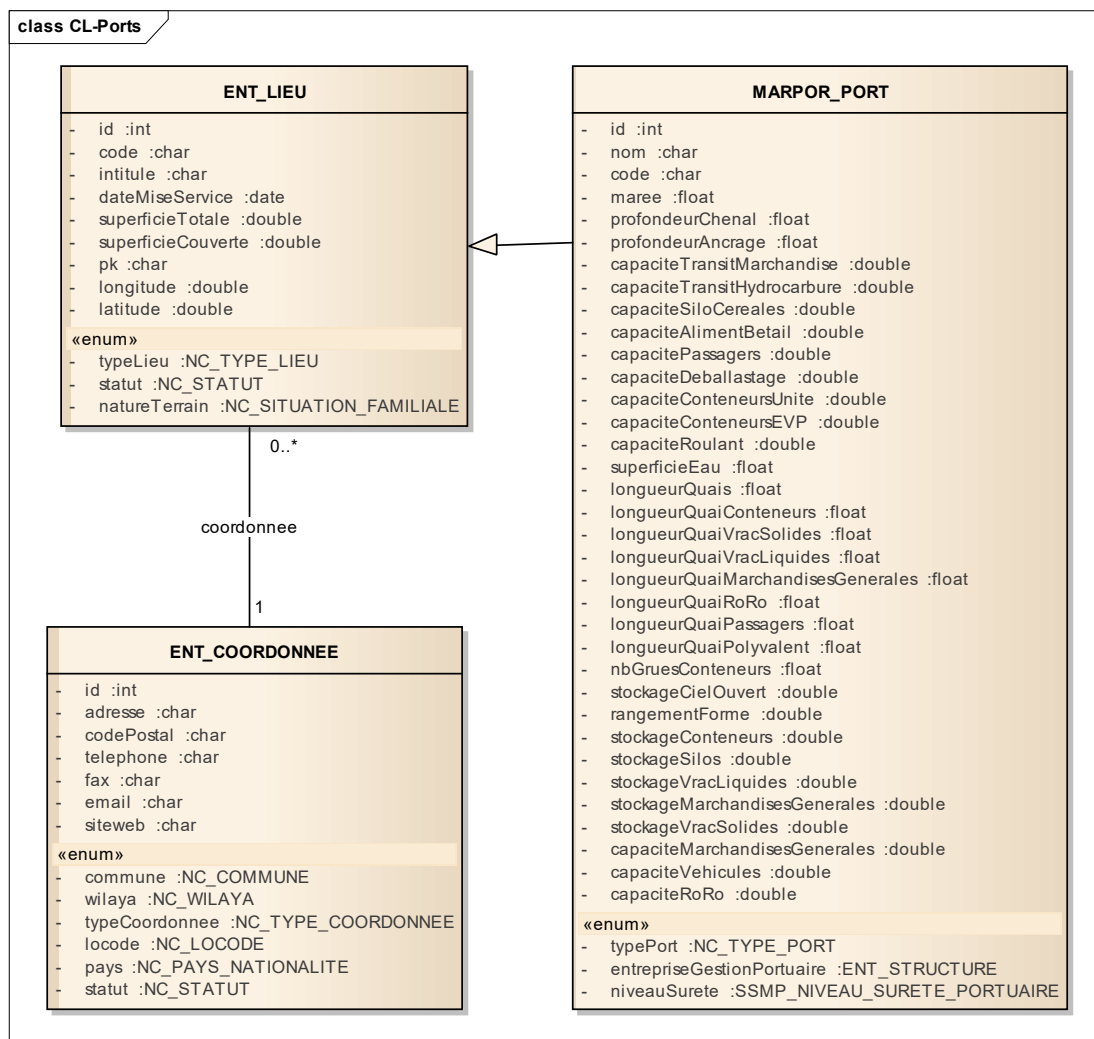 class CL-Ports
ENT_LIEU
- id :int
- code :char
- intitule :char
- dateMiseService :date
- superficieTotale :double
- superficieCouverte :double
- pk :char
- longitude :double
- latitude :double
«enum»
- typeLieu :NC_TYPE_LIEU
- statut :NC_STATUT
- natureTerrain :NC_SITUATION_FAMILIALE
0..*
coordonnee
1
ENT_COORDONNEE
- id :int
- adresse :char
- codePostal :char
- telephone :char
- fax :char
- email :char
- siteweb :char
«enum»
- commune :NC_COMMUNE
- wilaya :NC_WILAYA
- typeCoordonnee :NC_TYPE_COORDONNEE
- locode :NC_LOCODE
- pays :NC_PAYS_NATIONALITE
- statut :NC_STATUT
MARPOR_PORT
- id :int
- nom :char
- code :char
- maree :float
- profondeurChenal :float
- profondeurAncrage :float
- capaciteTransitMarchandise :double
- capaciteTransitHydrocarbure :double
- capaciteSiloCereales :double
- capaciteAlimentBetail :double
- capacitePassagers :double
- capaciteDeballastage :double
- capaciteConteneursUnite :double
- capaciteConteneursEVP :double
- capaciteRoulant :double
- superficieEau :float
- longueurQuais :float
- longueurQuaiConteneurs :float
- longueurQuaiVracSolides :float
- longueurQuaiVracLiquides :float
- longueurQuaiMarchandisesGenerales :float
- longueurQuaiRoRo :float
- longueurQuaiPassagers :float
- longueurQuaiPolyvalent :float
- nbGruesConteneurs :float
- stockageCielOuvert :double
- rangementForme :double
- stockageConteneurs :double
- stockageSilos :double
- stockageVracLiquides :double
- stockageMarchandisesGenerales :double
- stockageVracSolides :double
- capaciteMarchandisesGenerales :double
- capaciteVehicules :double
- capaciteRoRo :double
«enum»
- typePort :NC_TYPE_PORT
- entrepriseGestionPortuaire :ENT_STRUCTURE
- niveauSurete :SSMP_NIVEAU_SURETE_PORTUAIRE